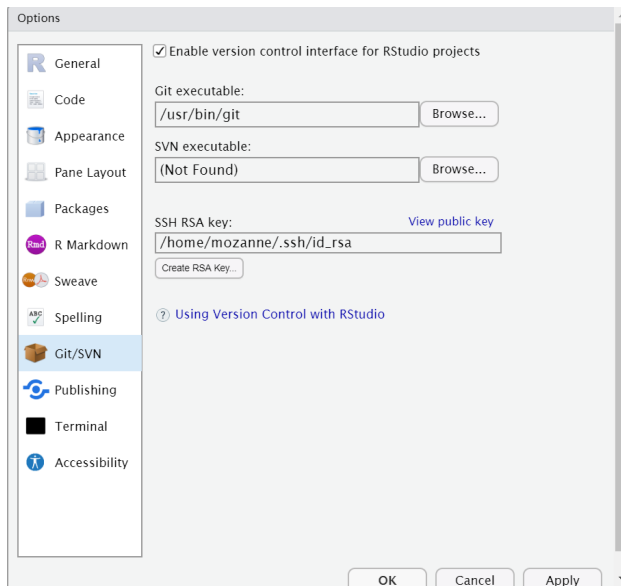 Options
General
Code
Appearance
Pane Layout
Packages
Rmd
R Markdown
Sweave
ABC
Spelling
Git/SVN
Publishing
Terminal
Accessibility
Enable version control interface for RStudio projects
Git executable:
/usr/bin/git
Browse...
SVN executable:
(Not Found)
Browse...
SSH RSA key:
View public key
/home/mozanne/.ssh/id_rsa
Create RSA Key...
? Using Version Control with RStudio
OK
Cancel
Apply